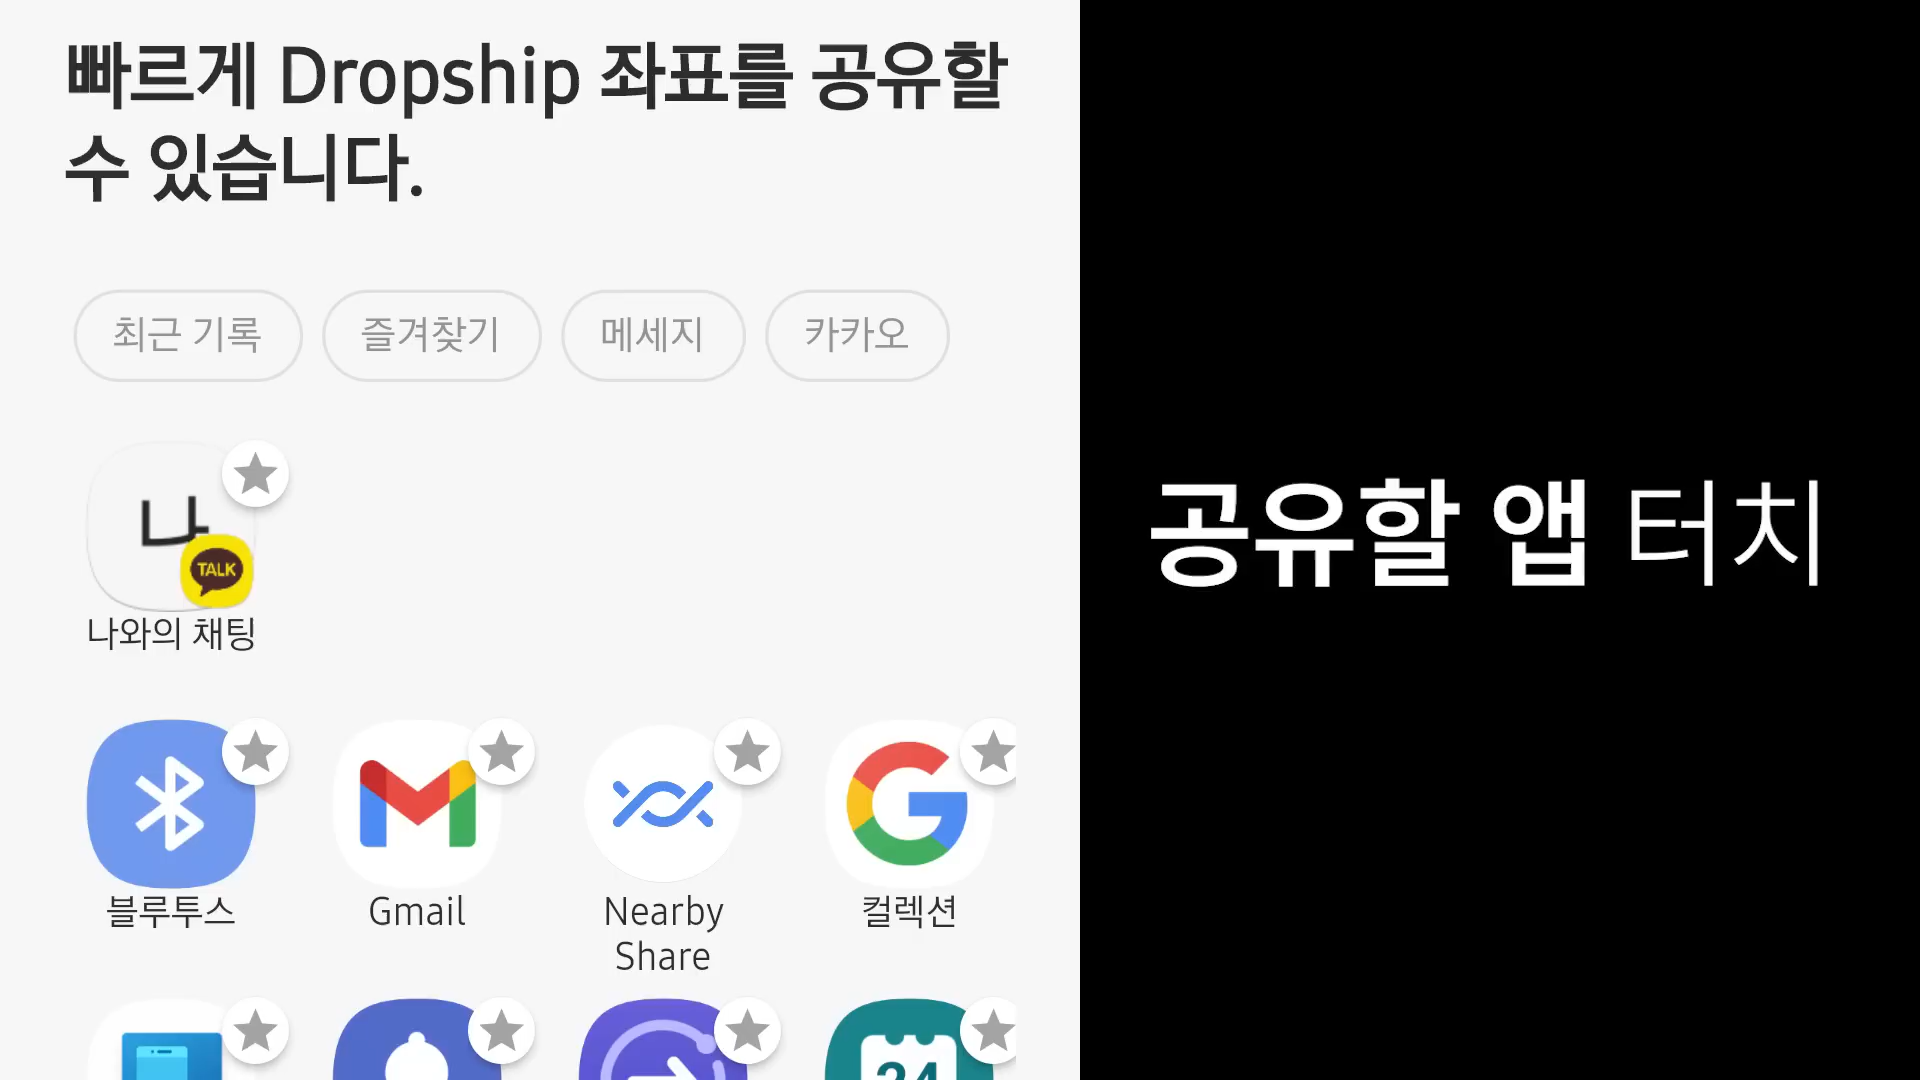 빠르게 Dropship 좌표를 공유할
수 있습니다.
최근 기록
즐겨찾기
메세지
카카오
나
TALK
나와의 채팅
블루투스
Gmail
Nearby
Share
컬렉션
24
공유할 앱 터치